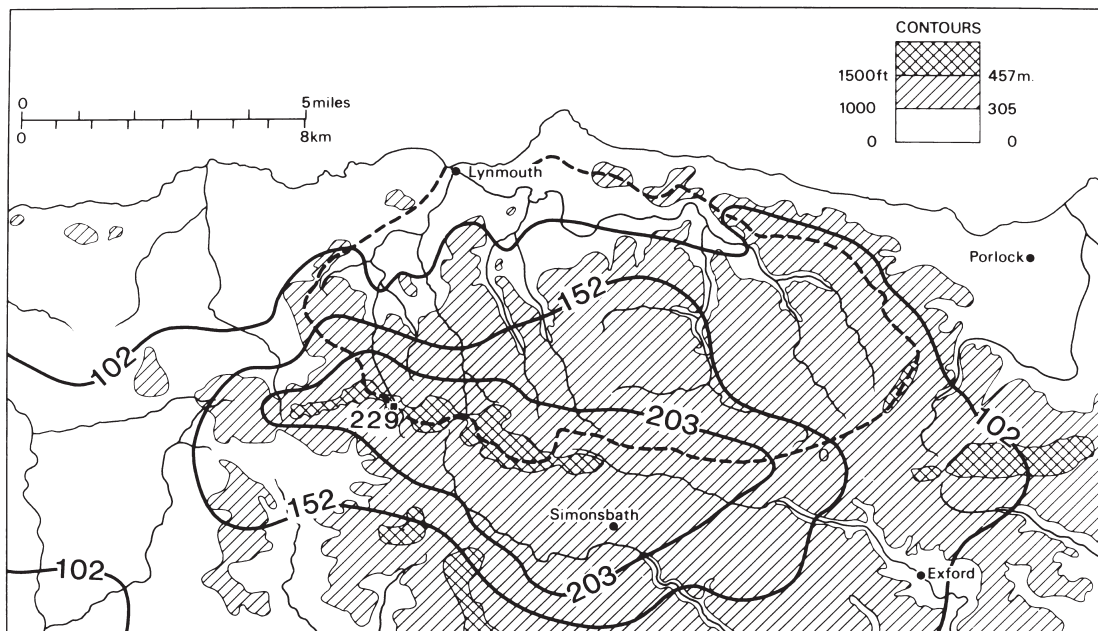 CONTOURS
1500ft 457m.
1000 305
0 0
0 5miles
0 8km
Lynmouth
Porlock
152
102
229
203
102
0
152
Simonsbath
102
203
Exford